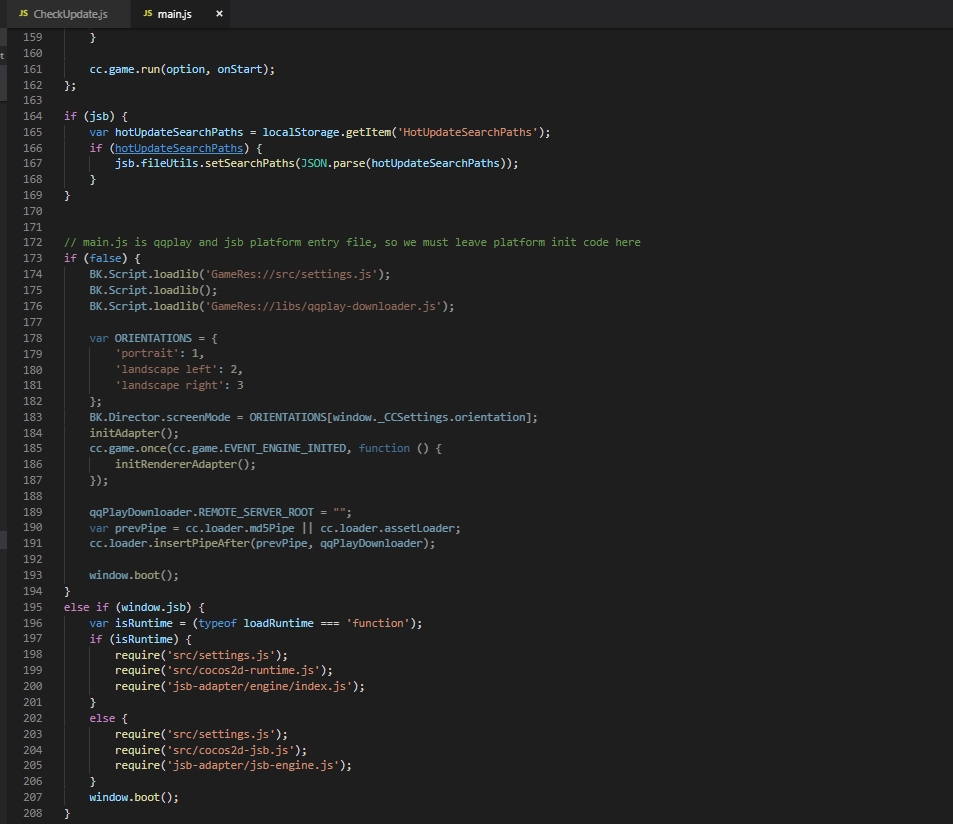 JS CheckUpdate.js JS main.js ×
159 }
160
161 cc.game.run(option, onStart);
162 };
163
164 if (jsb) {
165 var hotUpdateSearchPaths = localStorage.getItem('HotUpdateSearchPaths');
166 if (hotUpdateSearchPaths) {
167 jsb.fileUtils.setSearchPaths(JSON.parse(hotUpdateSearchPaths));
168 }
169 }
170
171
172 // main.js is qqplay and jsb platform entry file, so we must leave platform init code here
173 if (false) {
174 BK.Script.loadlib('GameRes://src/settings.js');
175 BK.Script.loadlib();
176 BK.Script.loadlib('GameRes://libs/qqplay-downloader.js');
177
178 var ORIENTATIONS = {
179 'portrait': 1,
180 'landscape left': 2,
181 'landscape right': 3
182 };
183 BK.Director.screenMode = ORIENTATIONS[window._CCSettings.orientation];
184 initAdapter();
185 cc.game.once(cc.game.EVENT_ENGINE_INITED, function () {
186 initRendererAdapter();
187 });
188
189 qqPlayDownloader.REMOTE_SERVER_ROOT = "";
190 var prevPipe = cc.loader.md5Pipe || cc.loader.assetLoader;
191 cc.loader.insertPipeAfter(prevPipe, qqPlayDownloader);
192
193 window.boot();
194 }
195 else if (window.jsb) {
196 var isRuntime = (typeof loadRuntime === 'function');
197 if (isRuntime) {
198 require('src/settings.js');
199 require('src/cocos2d-runtime.js');
200 require('jsb-adapter/engine/index.js');
201 }
202 else {
203 require('src/settings.js');
204 require('src/cocos2d-jsb.js');
205 require('jsb-adapter/jsb-engine.js');
206 }
207 window.boot();
208 }